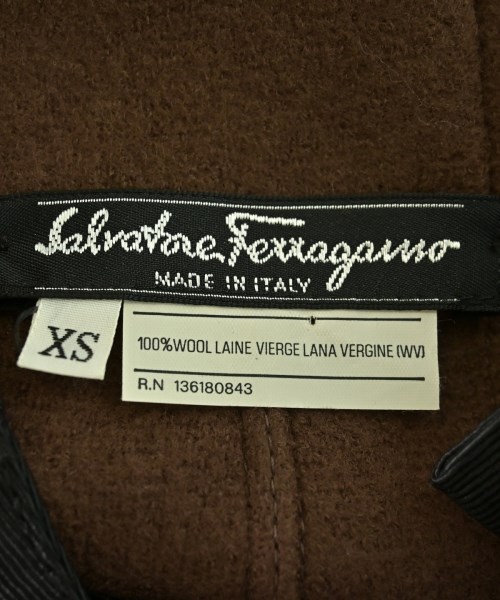 Salvatore Ferragamo
MADE IN ITALY
XS
100%WOOL LAINE VIERGE LANA VERGINE (WV)
R.N 136180843